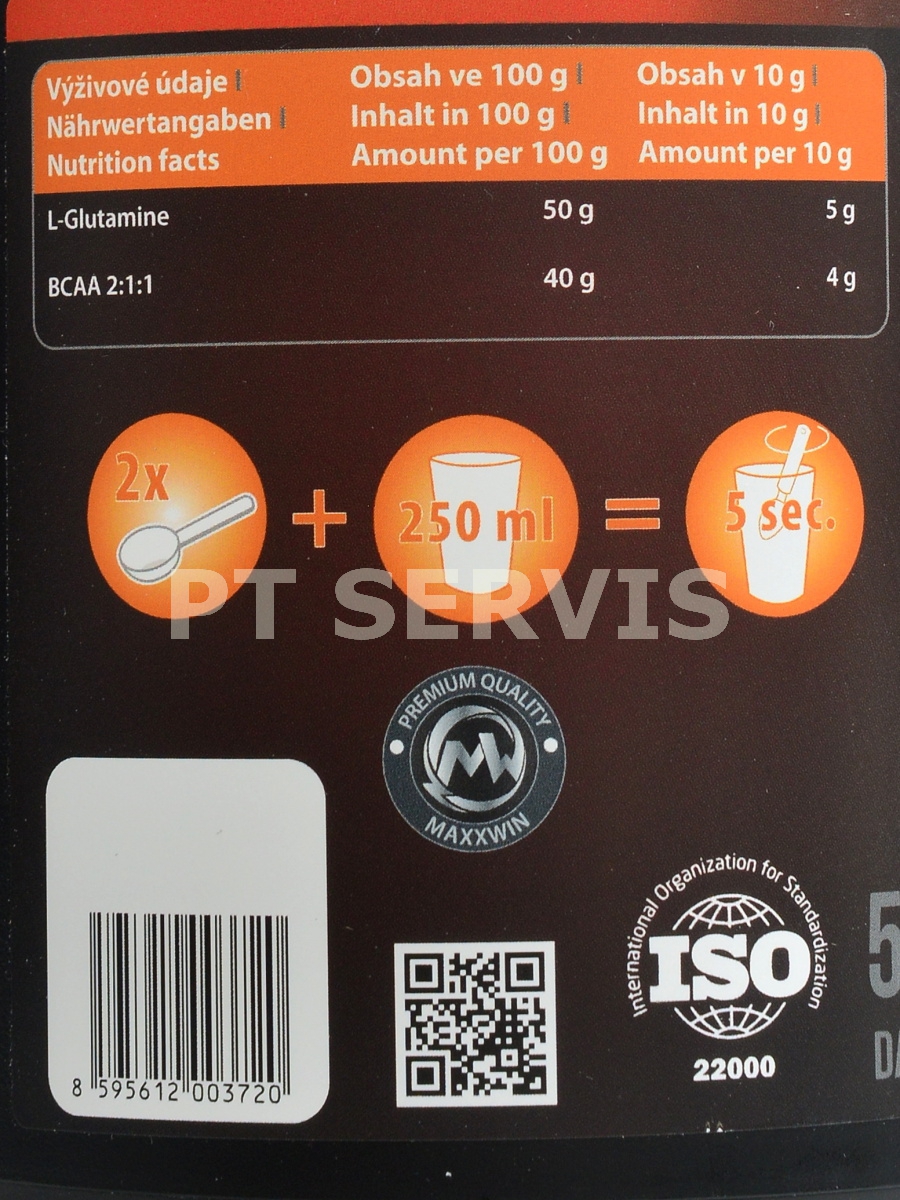 Výživové údaje |
Nährwertangaben |
Nutrition facts
Obsah ve 100 g |
Inhalt in 100 g |
Amount per 100 g
Obsah v 10 g |
Inhalt in 10 g |
Amount per 10 g
L-Glutamine 50 g 5 g
BCAA 2:1:1 40 g 4 g
2x + 250 ml = 5 sec.
PT SERVIS
PREMIUM QUALITY
MW
MAXXWIN
International Organization for Standardization
ISO
22000
8 595612 003720
5